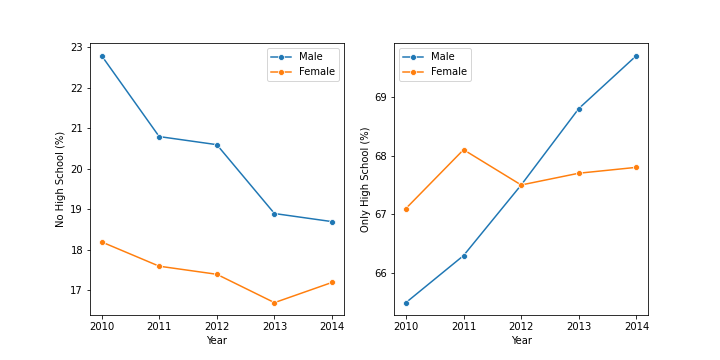 No High School (%)
23
22
21
20
19
18
17
2010 2011 2012 2013 2014
Year
Male
Female
Only High School (%)
69
68
67
66
2010 2011 2012 2013 2014
Year
Male
Female